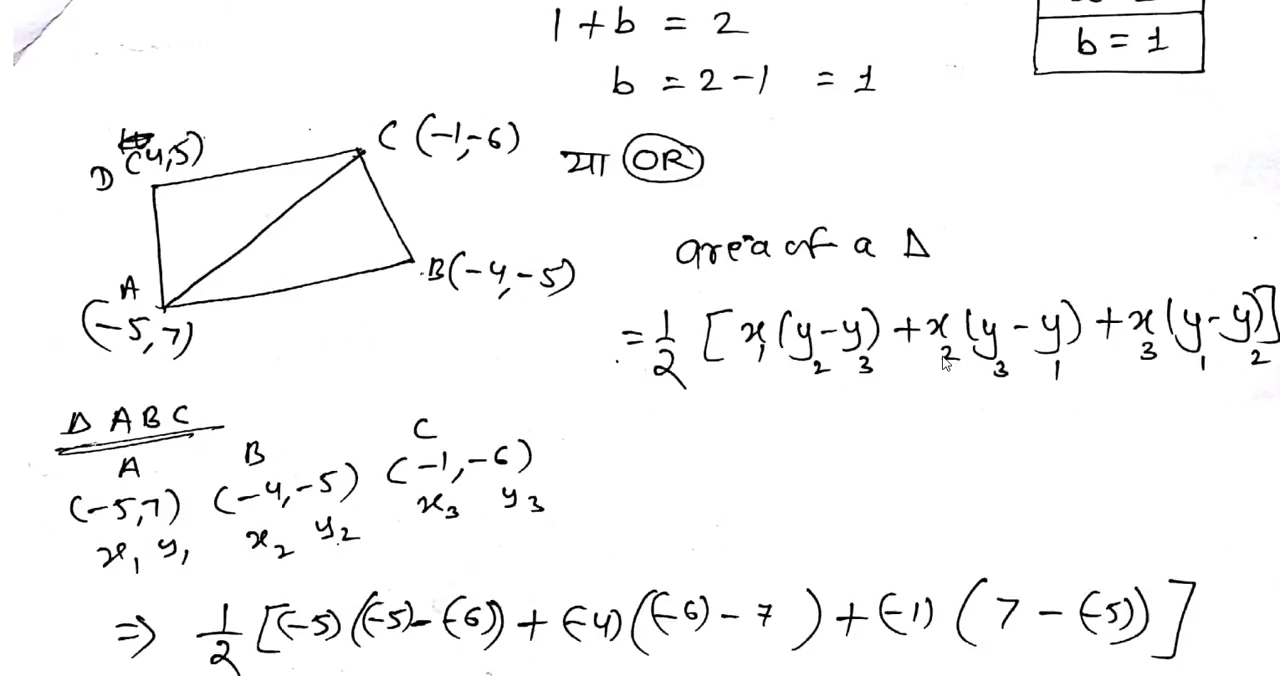 1 + b = 2
b = 1
b = 2 - 1 = 1
D (4,5)
C (-1,-6)
या OR
A
(-5,7)
B(-4,-5)
area of a Δ
= 1/2 [x₁(y₂-y₃) + x₂(y₃-y₁) + x₃(y₁-y₂)]
Δ ABC
A B C
(-5,7) (-4,-5) (-1,-6)
x₁ y₁ x₂ y₂ x₃ y₃
⇒ 1/2 [(-5)((-5)-(-6)) + (-4)((-6)-7) + (-1)(7-(-5))]